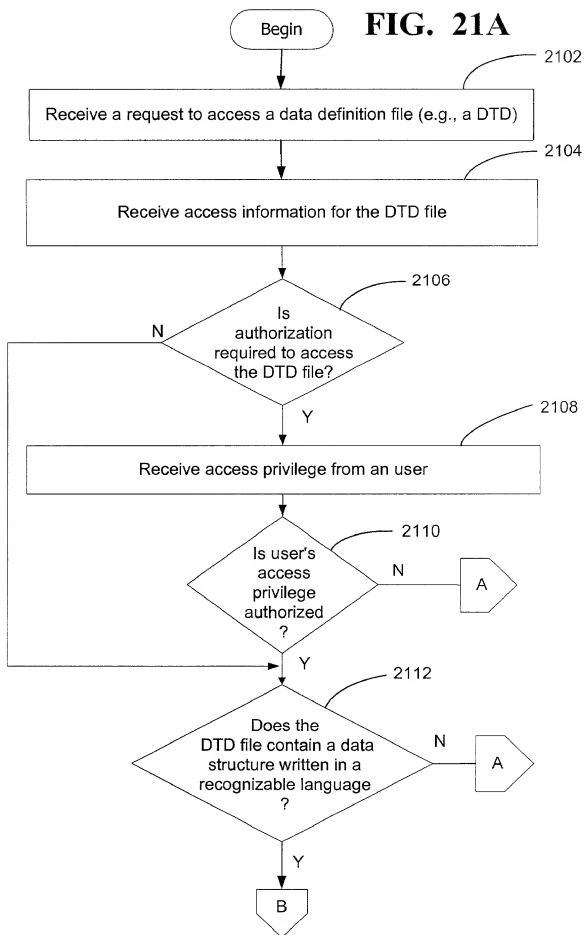 Begin
FIG. 21A
2102
Receive a request to access a data definition file (e.g., a DTD)
2104
Receive access information for the DTD file
2106
Is
authorization
required to access
the DTD file?
N
Y
2108
Receive access privilege from an user
2110
Is user's
access
privilege
authorized
?
N
A
Y
2112
Does the
DTD file contain a data
structure written in a
recognizable language
?
N
A
Y
B